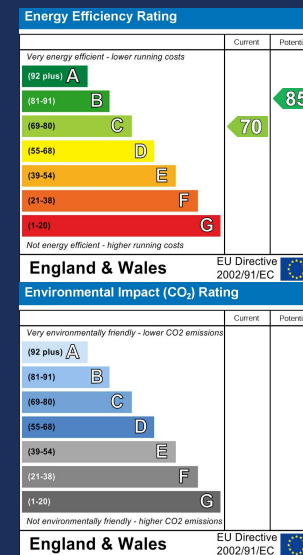 Energy Efficiency Rating
Current Potenti
Very energy efficient - lower running costs
(92 plus) A
(81-91) B 85
(69-80) C 70
(55-68) D
(39-54) E
(21-38) F
(1-20) G
Not energy efficient - higher running costs
England & Wales EU Directive 2002/91/EC
Environmental Impact (CO₂) Rating
Current Potenti
Very environmentally friendly - lower CO2 emissions
(92 plus) A
(81-91) B
(69-80) C
(55-68) D
(39-54) E
(21-38) F
(1-20) G
Not environmentally friendly - higher CO2 emissions
England & Wales EU Directive 2002/91/EC